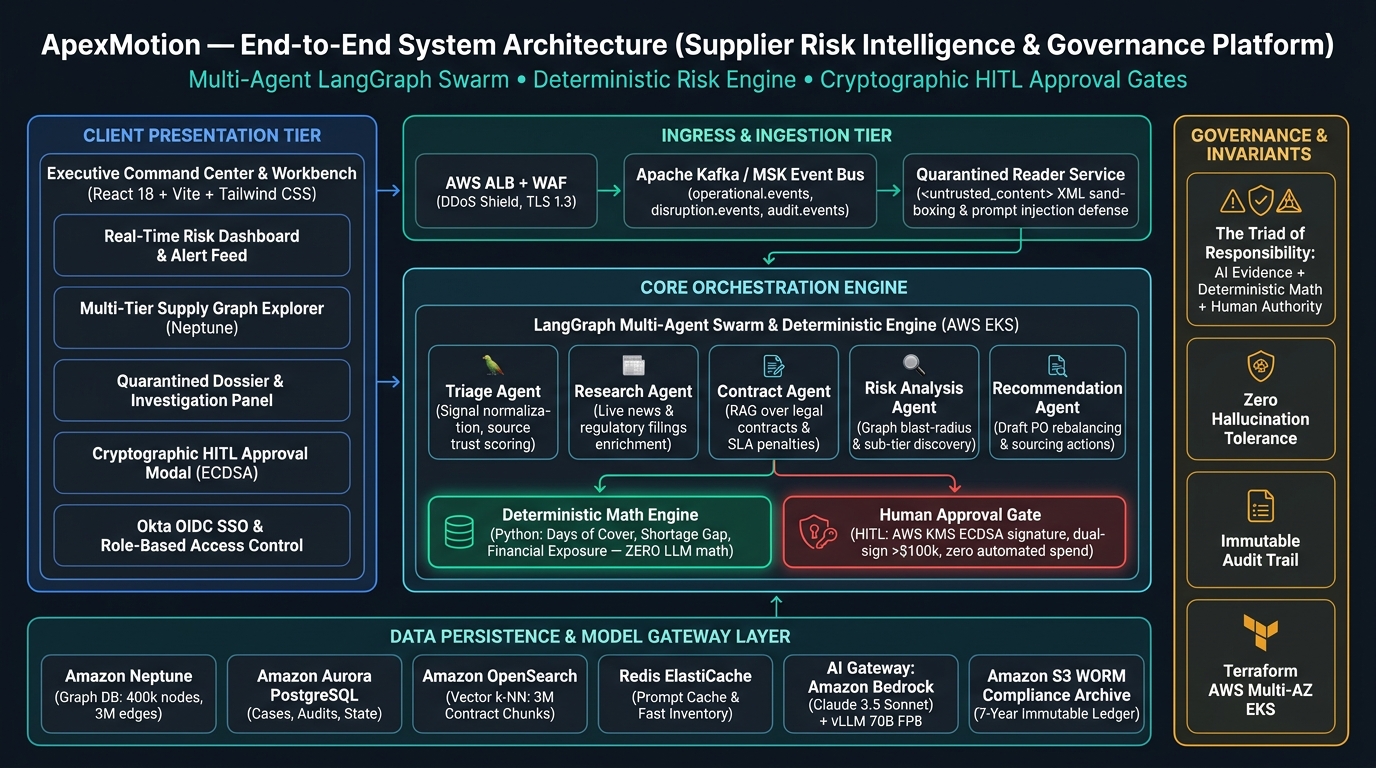 ApexMotion — End-to-End System Architecture (Supplier Risk Intelligence & Governance Platform)
Multi-Agent LangGraph Swarm • Deterministic Risk Engine • Cryptographic HITL Approval Gates
CLIENT PRESENTATION TIER
Executive Command Center & Workbench
(React 18 + Vite + Tailwind CSS)
Real-Time Risk Dashboard
& Alert Feed
Multi-Tier Supply Graph Explorer
(Neptune)
Quarantined Dossier &
Investigation Panel
Cryptographic HITL Approval
Modal (ECDSA)
Okta OIDC SSO &
Role-Based Access Control
INGRESS & INGESTION TIER
AWS ALB + WAF
(DDoS Shield, TLS 1.3)
Apache Kafka / MSK Event Bus
(operational.events,
disruption.events, audit.events)
Quarantined Reader Service
(<untrusted_content> XML sand-
boxing & prompt injection defense
CORE ORCHESTRATION ENGINE
LangGraph Multi-Agent Swarm & Deterministic Engine (AWS EKS)
Triage Agent
(Signal normaliza-
tion, source
trust scoring)
Research Agent
(Live news &
regulatory filings
enrichment)
Contract Agent
(RAG over legal
contracts &
SLA penalties)
Risk Analysis
Agent
(Graph blast-radius
& sub-tier discovery)
Recommendation
Agent
(Draft PO rebalancing
& sourcing actions)
Deterministic Math Engine
(Python: Days of Cover, Shortage Gap,
Financial Exposure — ZERO LLM math)
Human Approval Gate
(HITL: AWS KMS ECDSA signature, dual-
sign >$100k, zero automated spend)
GOVERNANCE &
INVARIANTS
The Triad of
Responsibility:
AI Evidence +
Deterministic Math
+ Human Authority
Zero
Hallucination
Tolerance
Immutable
Audit Trail
Terraform
AWS Multi-AZ
EKS
DATA PERSISTENCE & MODEL GATEWAY LAYER
Amazon Neptune
(Graph DB: 400k nodes,
3M edges)
Amazon Aurora
PostgreSQL
(Cases, Audits, State)
Amazon OpenSearch
(Vector k-NN: 3M
Contract Chunks)
Redis ElastiCache
(Prompt Cache &
Fast Inventory)
AI Gateway:
Amazon Bedrock
(Claude 3.5 Sonnet)
+ vLLM 70B FP8
Amazon S3 WORM
Compliance Archive
(7-Year Immutable Ledger)